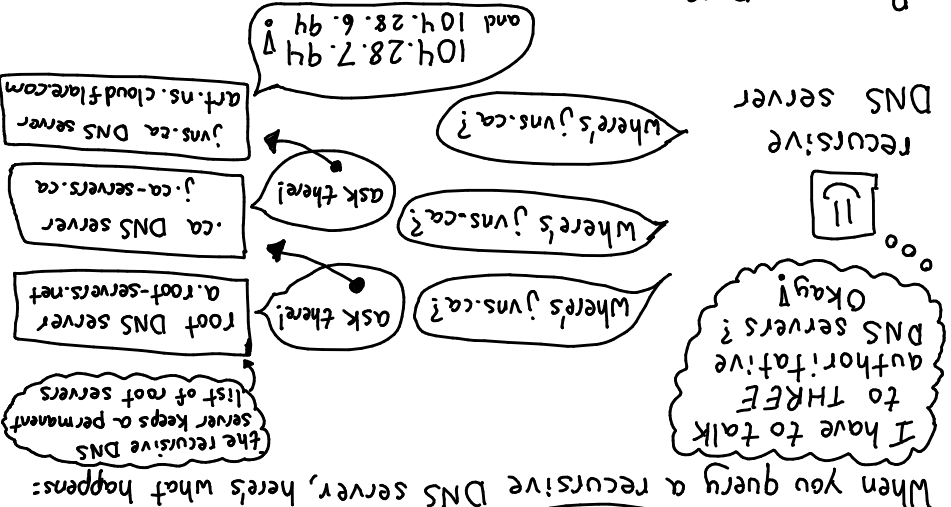 When you query a recursive DNS server, here's what happens:
I have to talk
to THREE
authoritative
DNS servers?
Okay!
recursive
DNS server
the recursive DNS
server keeps a permanent
list of root servers
where's jvns.ca?
ask there!
root DNS server
a.root-servers.net
where's jvns.ca?
ask there!
.ca DNS server
j.ca-servers.ca
where's jvns.ca?
jvns.ca DNS server
art.ns.cloudflare.com
104.28.7.94
and 104.28.6.94!